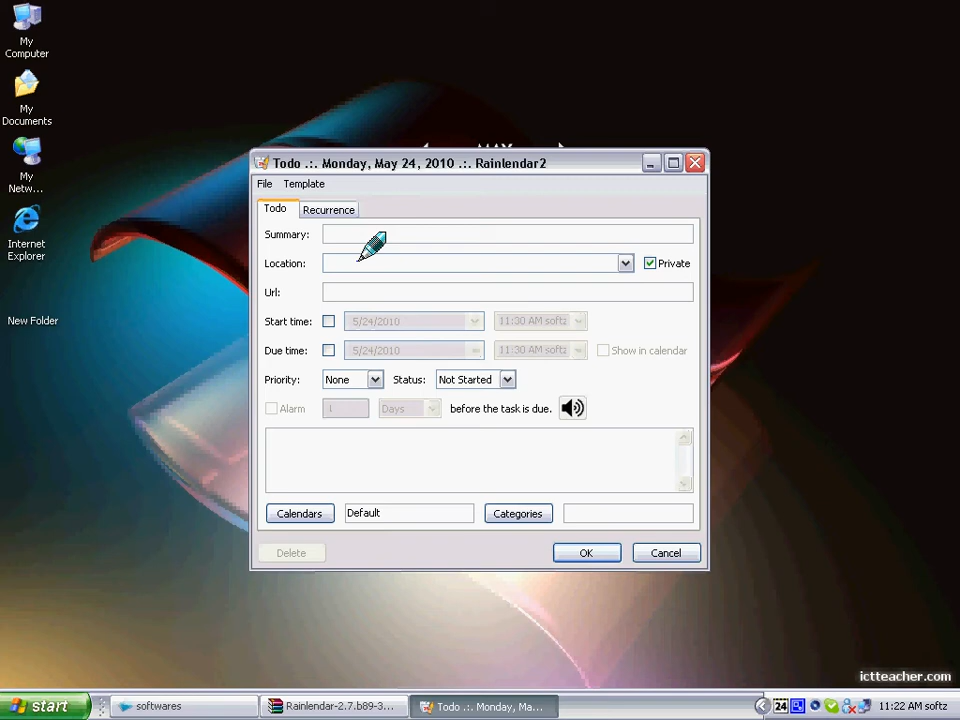 My
Computer
My
Documents
My
Netw...
Internet
Explorer
New Folder
Todo .:. Monday, May 24, 2010 .:. Rainlendar2
File Template
Todo Recurrence
Summary:
Location: Private
Url:
Start time: 5/24/2010 11:30 AM softz
Due time: 5/24/2010 11:30 AM softz Show in calendar
Priority: None Status: Not Started
Alarm 1 Days before the task is due.
Calendars Default Categories
Delete OK Cancel
ictteacher.com
start softwares Rainlendar-2.7.b89-3... Todo .:. Monday, Ma... 24 11:22 AM softz